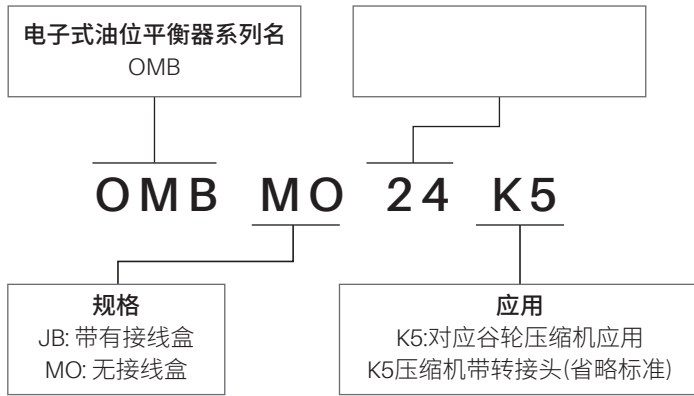 电子式油位平衡器系列名
OMB
OMB MO 24 K5
规格
JB: 带有接线盒
MO: 无接线盒
应用
K5:对应谷轮压缩机应用
K5压缩机带转接头(省略标准)